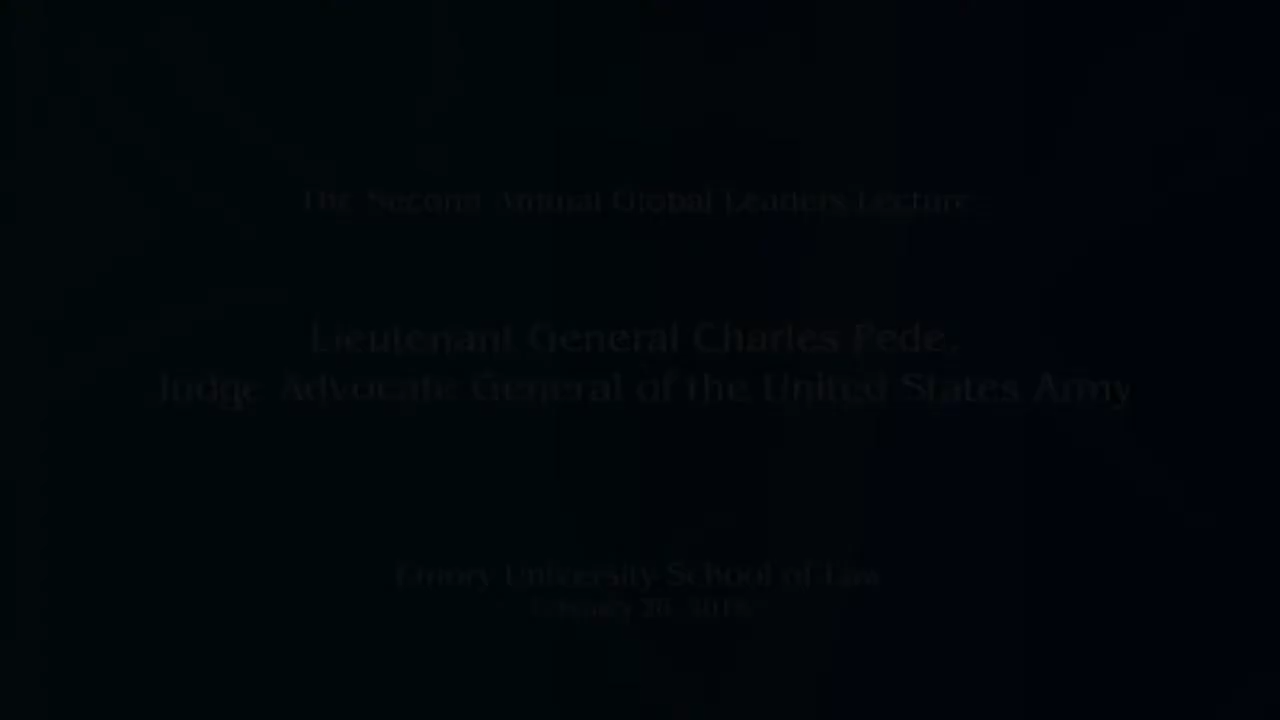 The Second Annual Global Leaders Lecture
Lieutenant General Charles Pede,
Judge Advocate General of the United States Army
Emory University School of Law
February 20,